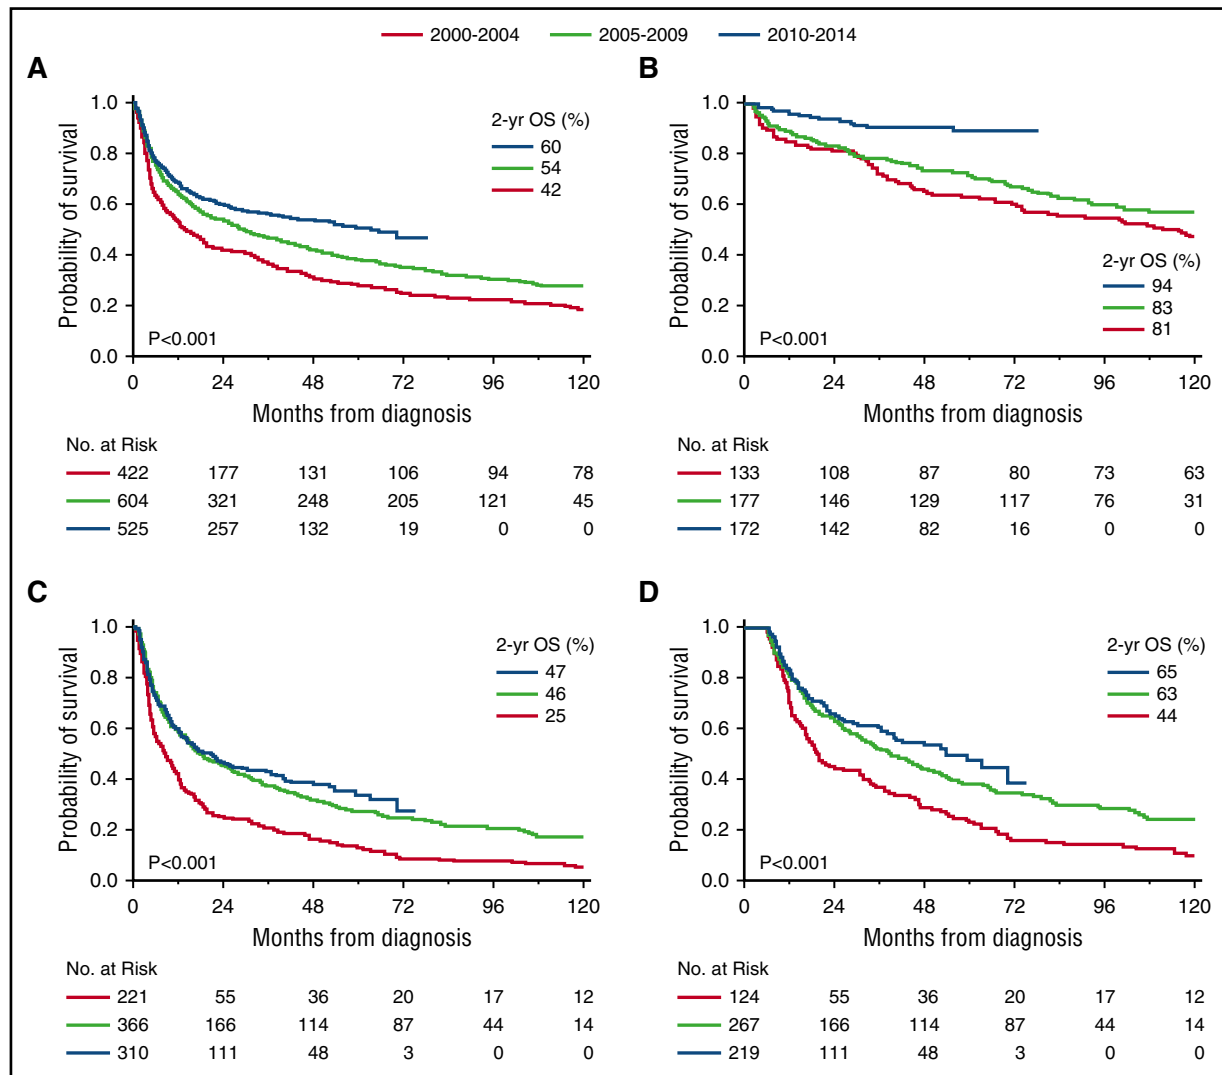 2000-2004 2005-2009 2010-2014
A
1.0
0.8
0.6
0.4
0.2
0.0
Probability of survival
2-yr OS (%)
60
54
42
P<0.001
0 24 48 72 96 120
Months from diagnosis
No. at Risk
422 177 131 106 94 78
604 321 248 205 121 45
525 257 132 19 0 0
B
1.0
0.8
0.6
0.4
0.2
0.0
Probability of survival
2-yr OS (%)
94
83
81
P<0.001
0 24 48 72 96 120
Months from diagnosis
No. at Risk
133 108 87 80 73 63
177 146 129 117 76 31
172 142 82 16 0 0
C
1.0
0.8
0.6
0.4
0.2
0.0
Probability of survival
2-yr OS (%)
47
46
25
P<0.001
0 24 48 72 96 120
Months from diagnosis
No. at Risk
221 55 36 20 17 12
366 166 114 87 44 14
310 111 48 3 0 0
D
1.0
0.8
0.6
0.4
0.2
0.0
Probability of survival
2-yr OS (%)
65
63
44
P<0.001
0 24 48 72 96 120
Months from diagnosis
No. at Risk
124 55 36 20 17 12
267 166 114 87 44 14
219 111 48 3 0 0